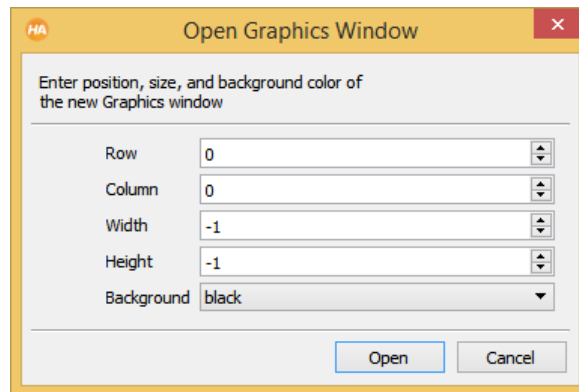 HA
Open Graphics Window
Enter position, size, and background color of
the new Graphics window
Row 0
Column 0
Width -1
Height -1
Background black
Open Cancel